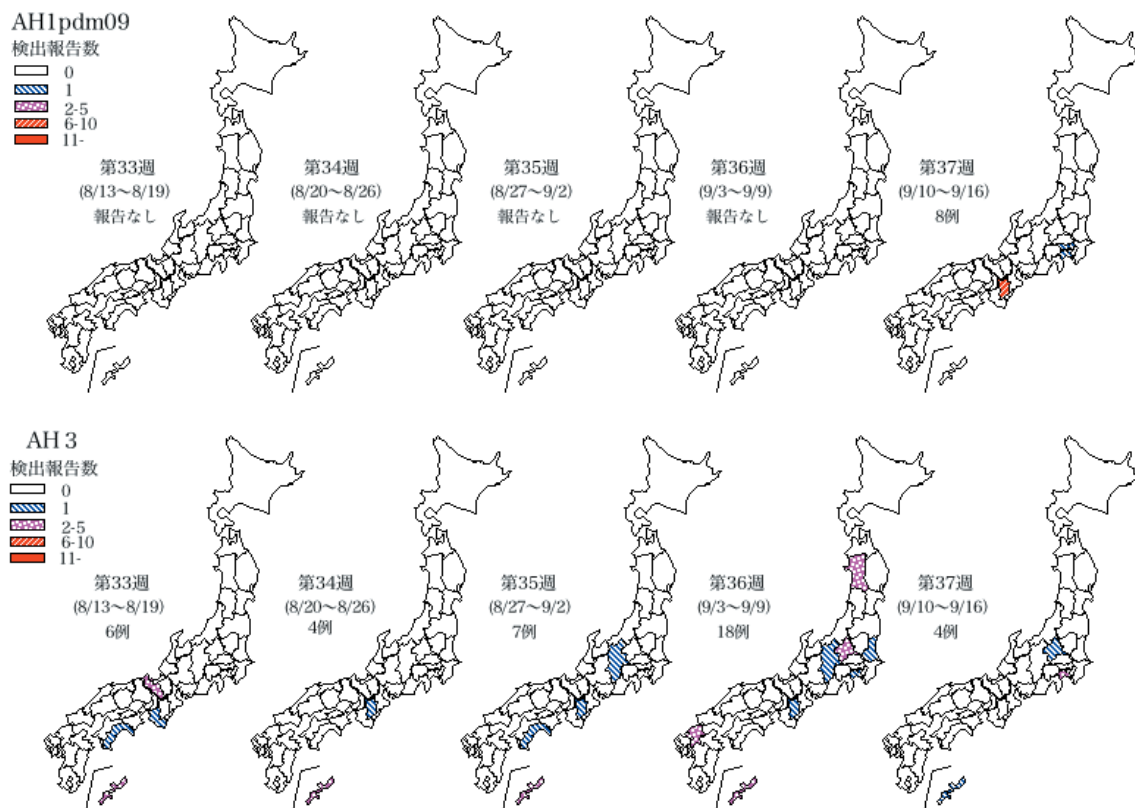 AH1pdm09
検出報告数
0
1
2-5
6-10
11-
第33週
(8/13～8/19)
報告なし
第34週
(8/20～8/26)
報告なし
第35週
(8/27～9/2)
報告なし
第36週
(9/3～9/9)
報告なし
第37週
(9/10～9/16)
8例
AH 3
検出報告数
0
1
2-5
6-10
11-
第33週
(8/13～8/19)
6例
第34週
(8/20～8/26)
4例
第35週
(8/27～9/2)
7例
第36週
(9/3～9/9)
18例
第37週
(9/10～9/16)
4例